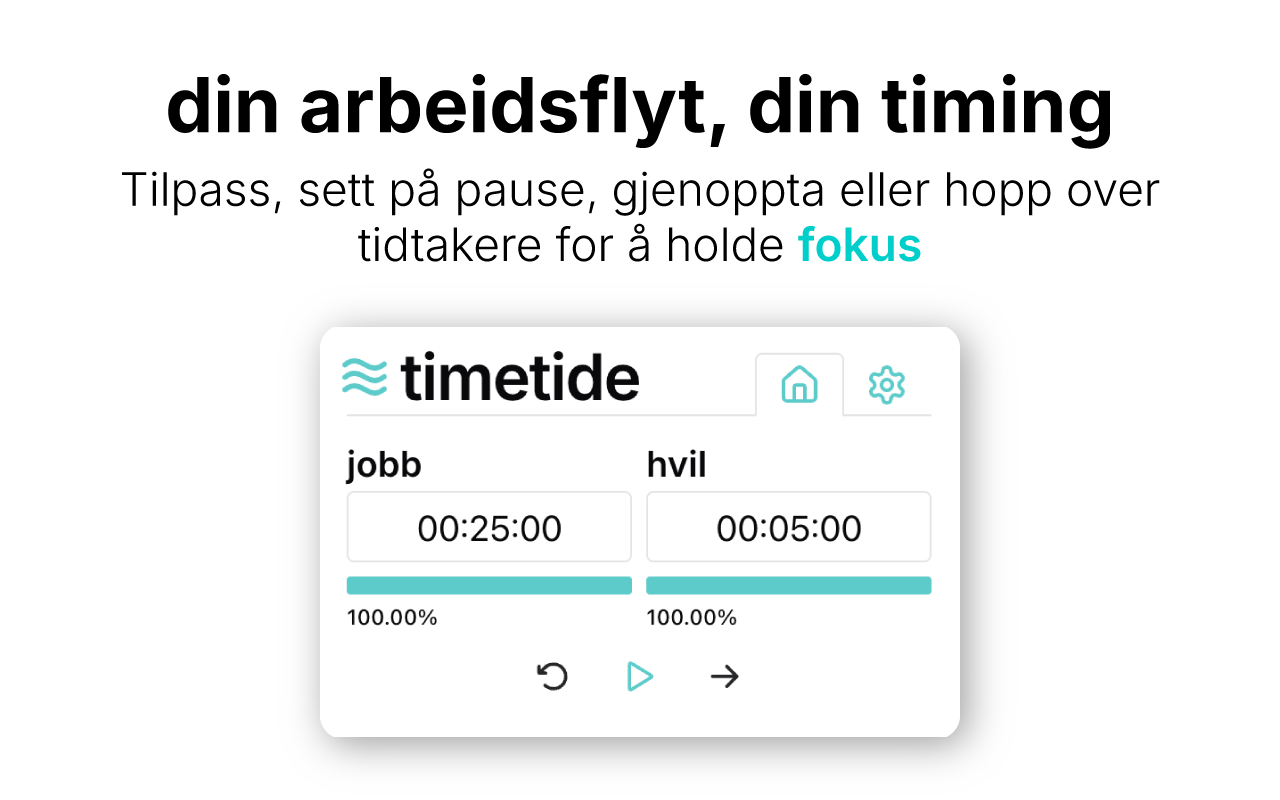 din arbeidsflyt, din timing
Tilpass, sett på pause, gjenoppta eller hopp over
tidtakere for å holde fokus
timetide
jobb
hvil
00:25:00
00:05:00
100.00%
100.00%